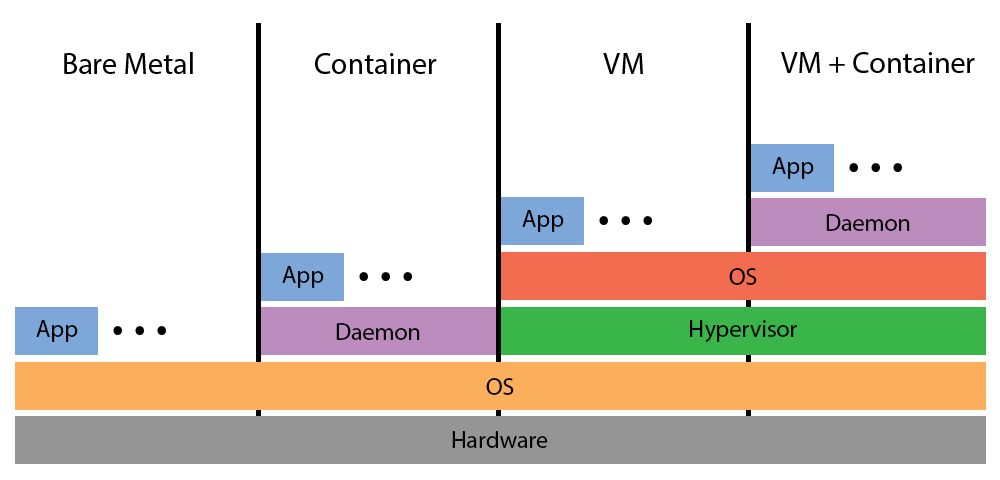 Bare Metal
Container
VM
VM + Container
App
App
App
App
Daemon
OS
Daemon
Hypervisor
OS
Hardware